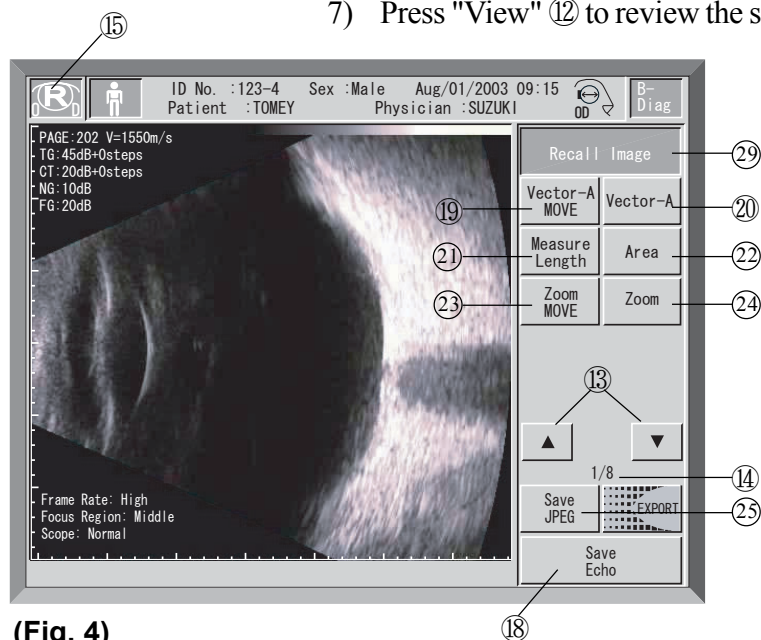 7) Press "View" ⑫ to review the s
⑮
R
O D
ID No. :123-4 Sex :Male Aug/01/2003 09:15
Patient :TOMEY Physician :SUZUKI
OD
B-
Diag
PAGE:202 V=1550m/s
TG:45dB+0steps
CT:20dB+0steps
NG:10dB
FG:20dB
Frame Rate: High
Focus Region: Middle
Scope: Normal
Recall Image
㉙
⑲
Vector-A
MOVE
Vector-A
⑳
㉑
Measure
Length
Area
㉒
㉓
Zoom
MOVE
Zoom
㉔
⑬
▲ ▼
1/8
⑭
Save
JPEG
EXPORT
㉕
Save
Echo
⑱
(Fig. 4)